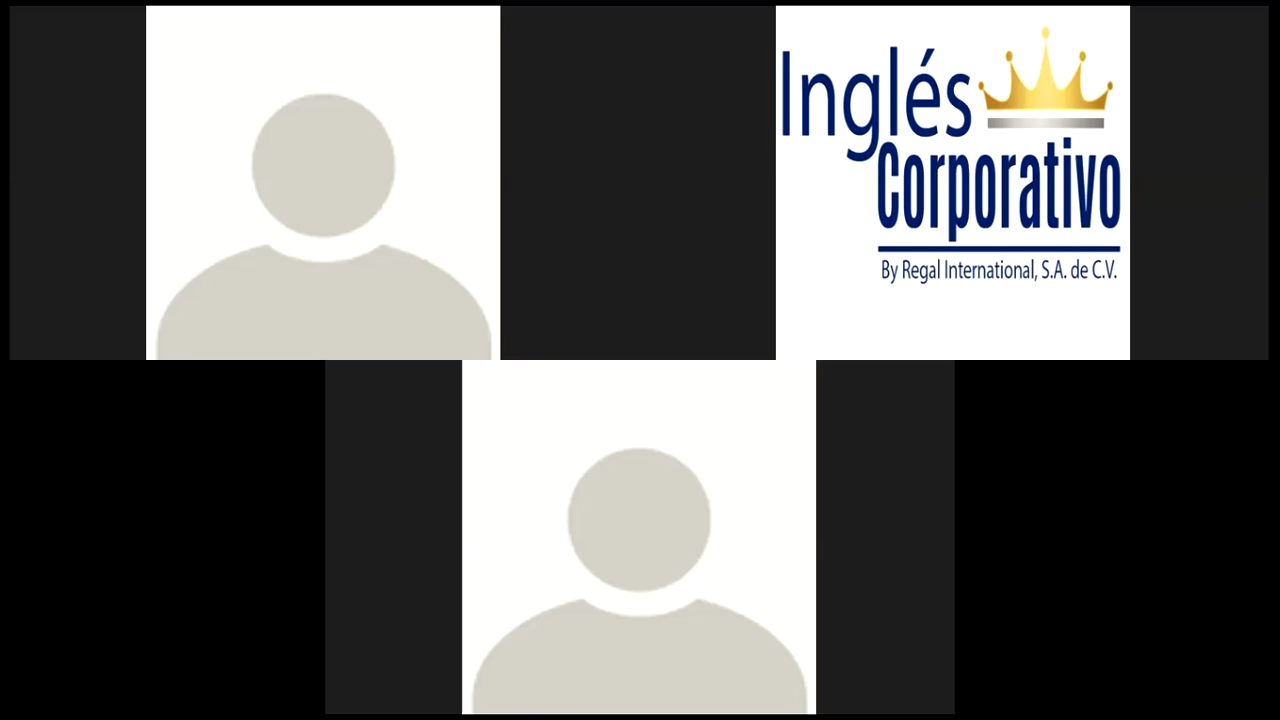 Inglés
Corporativo
By Regal International, S.A. de C.V.